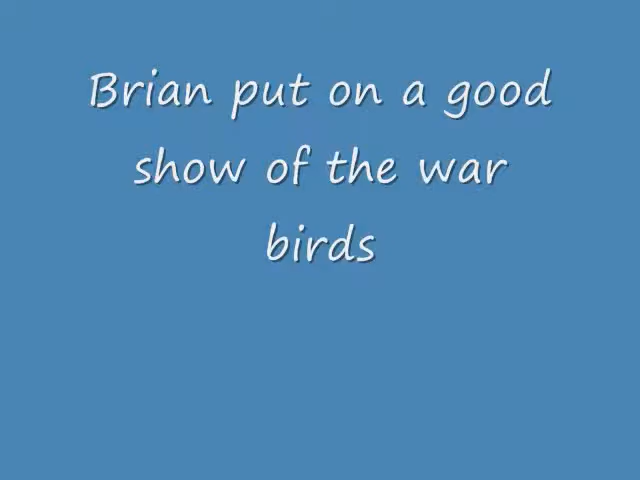 Brian put on a good
show of the war
birds